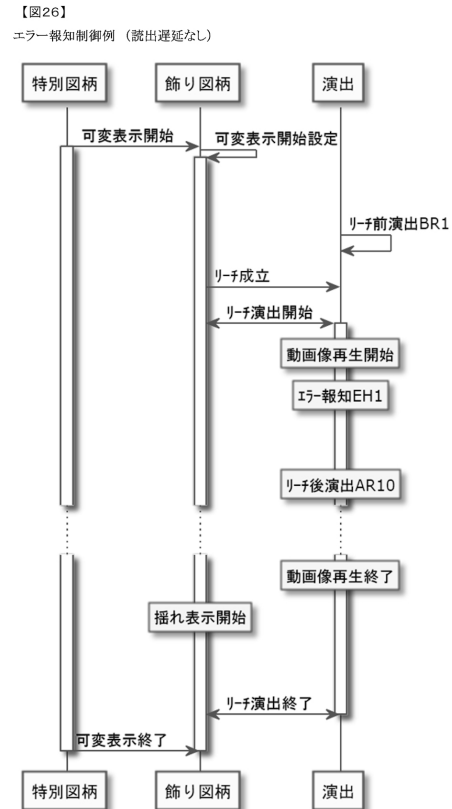 【図26】
エラー報知制御例 （読出遅延なし）
特別図柄 飾り図柄 演出
可変表示開始
可変表示開始設定
ﾘｰﾁ前演出BR1
ﾘｰﾁ成立
ﾘｰﾁ演出開始
動画像再生開始
ｴﾗｰ報知EH1
ﾘｰﾁ後演出AR10
動画像再生終了
揺れ表示開始
ﾘｰﾁ演出終了
可変表示終了
特別図柄 飾り図柄 演出